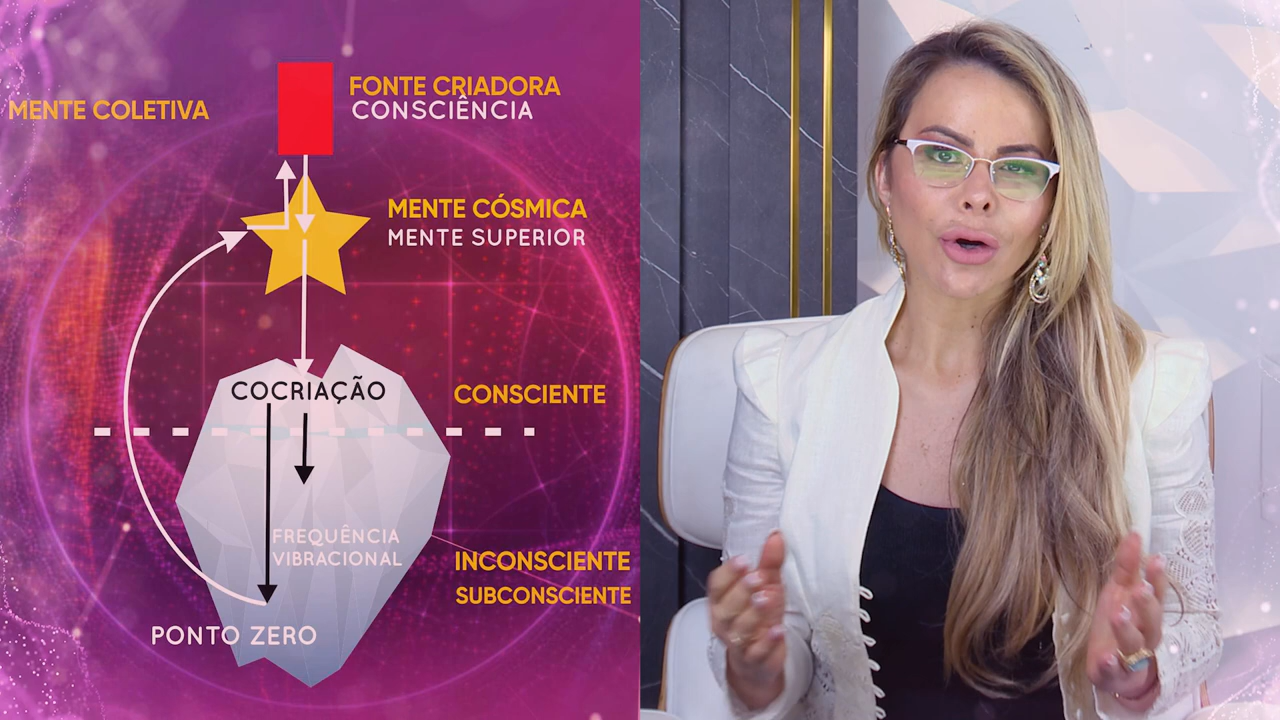 MENTE COLETIVA
FONTE CRIADORA
CONSCIÊNCIA
MENTE CÓSMICA
MENTE SUPERIOR
COCRIAÇÃO
CONSCIENTE
FREQUÊNCIA
VIBRACIONAL
INCONSCIENTE
SUBCONSCIENTE
PONTO ZERO